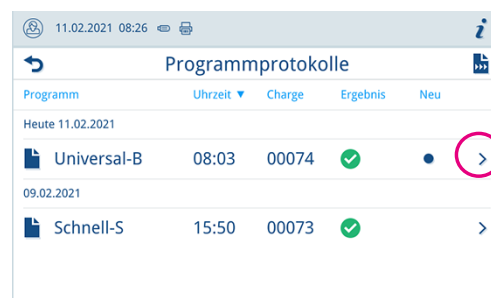 11.02.2021 08:26
Programmprotokolle
Programm Uhrzeit ▼ Charge Ergebnis Neu
Heute 11.02.2021
Universal-B 08:03 00074
09.02.2021
Schnell-S 15:50 00073